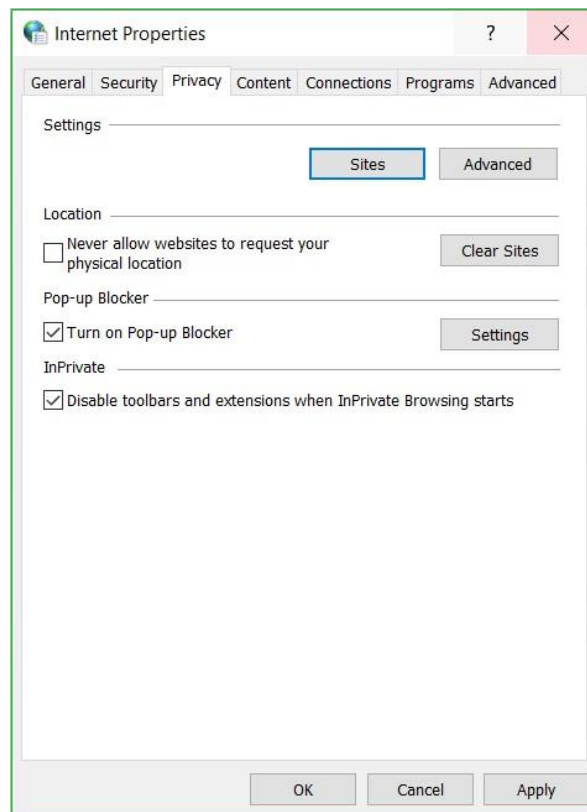 Internet Properties ?
General Security Privacy Content Connections Programs Advanced
Settings
Sites Advanced
Location
Never allow websites to request your
physical location
Clear Sites
Pop-up Blocker
Turn on Pop-up Blocker Settings
InPrivate
Disable toolbars and extensions when InPrivate Browsing starts
OK Cancel Apply